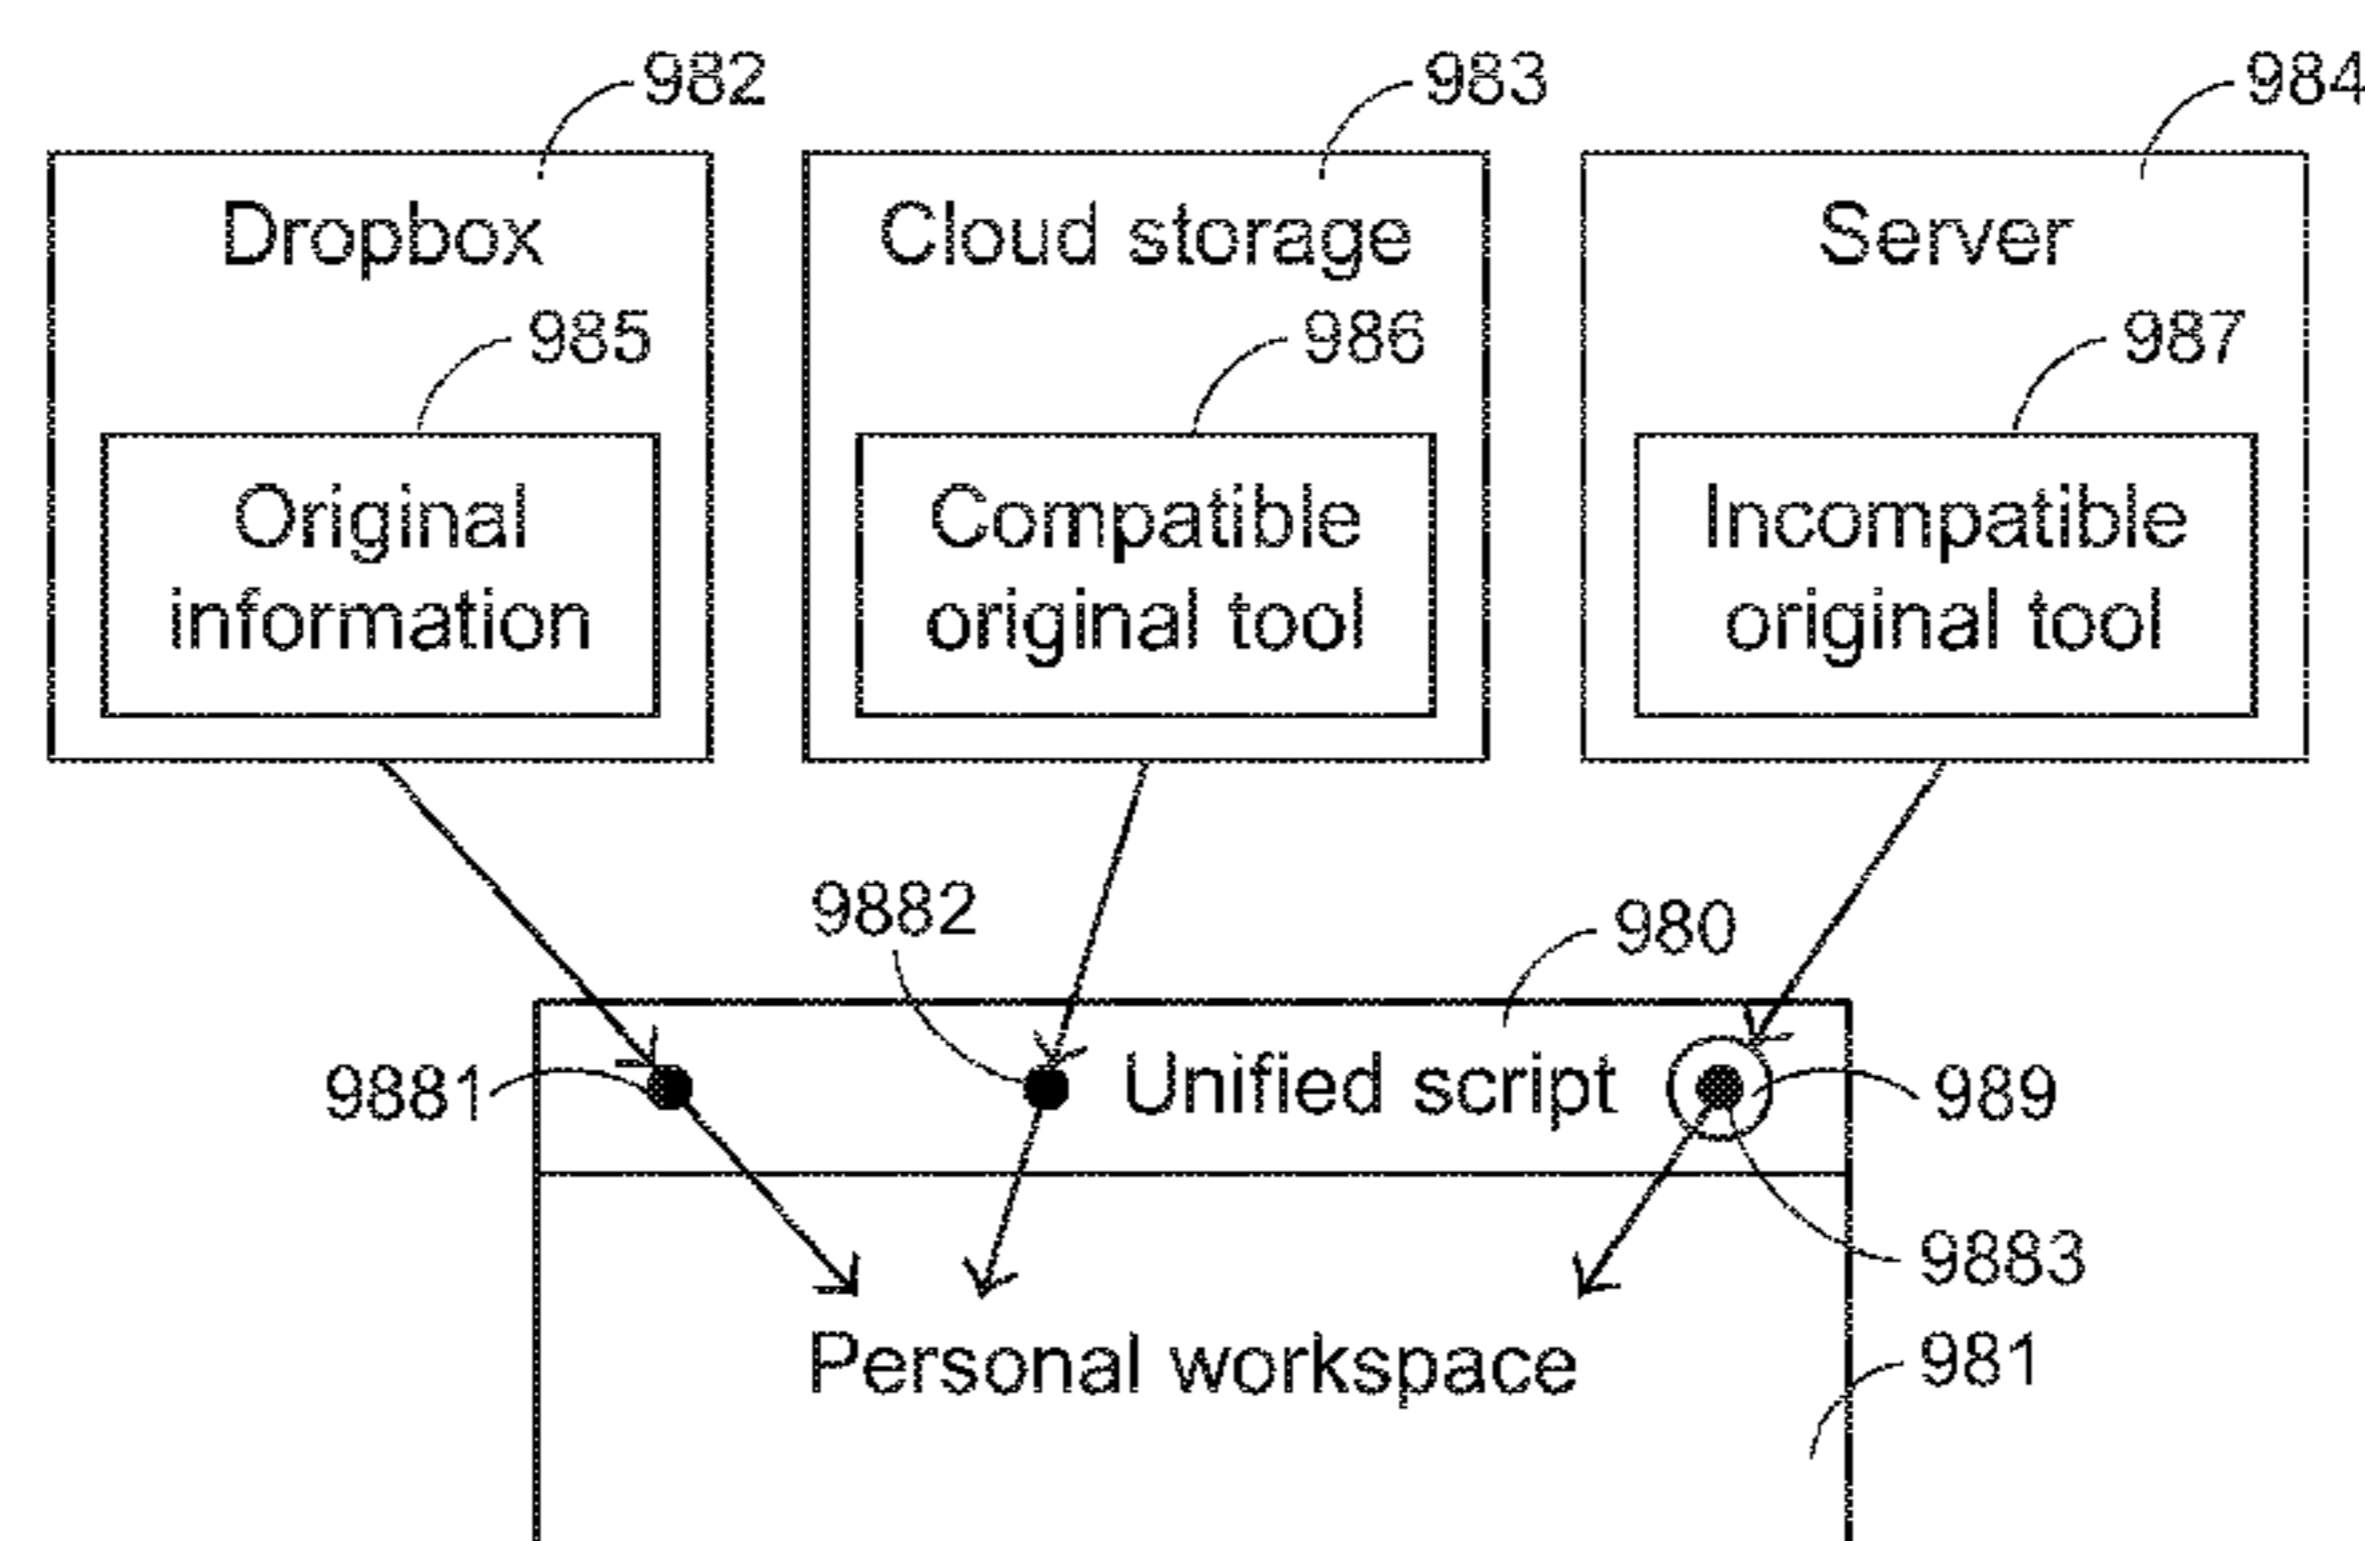 982
983
984
Dropbox
Cloud storage
Server
985
986
987
Original
information
Compatible
original tool
Incompatible
original tool
9882
980
9881
Unified script
989
9883
Personal workspace
981